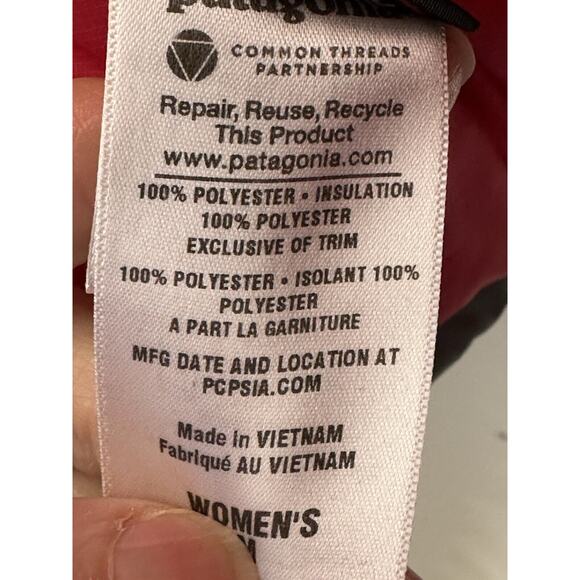 patagonia
COMMON THREADS
PARTNERSHIP
Repair, Reuse, Recycle
This Product
www.patagonia.com
100% POLYESTER • INSULATION
100% POLYESTER
EXCLUSIVE OF TRIM
100% POLYESTER • ISOLANT 100%
POLYESTER
A PART LA GARNITURE
MFG DATE AND LOCATION AT
PCPSIA.COM
Made in VIETNAM
Fabriqué AU VIETNAM
WOMEN'S